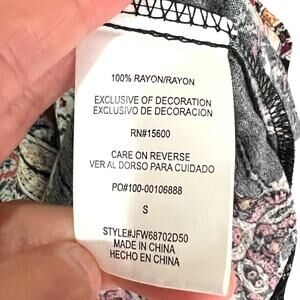 100% RAYON/RAYON
EXCLUSIVE OF DECORATION
EXCLUSIVO DE DECORACION
RN#15600
CARE ON REVERSE
VER AL DORSO PARA CUIDADO
PO#100-00106888
S
STYLE#JFW68702D50
MADE IN CHINA
HECHO EN CHINA